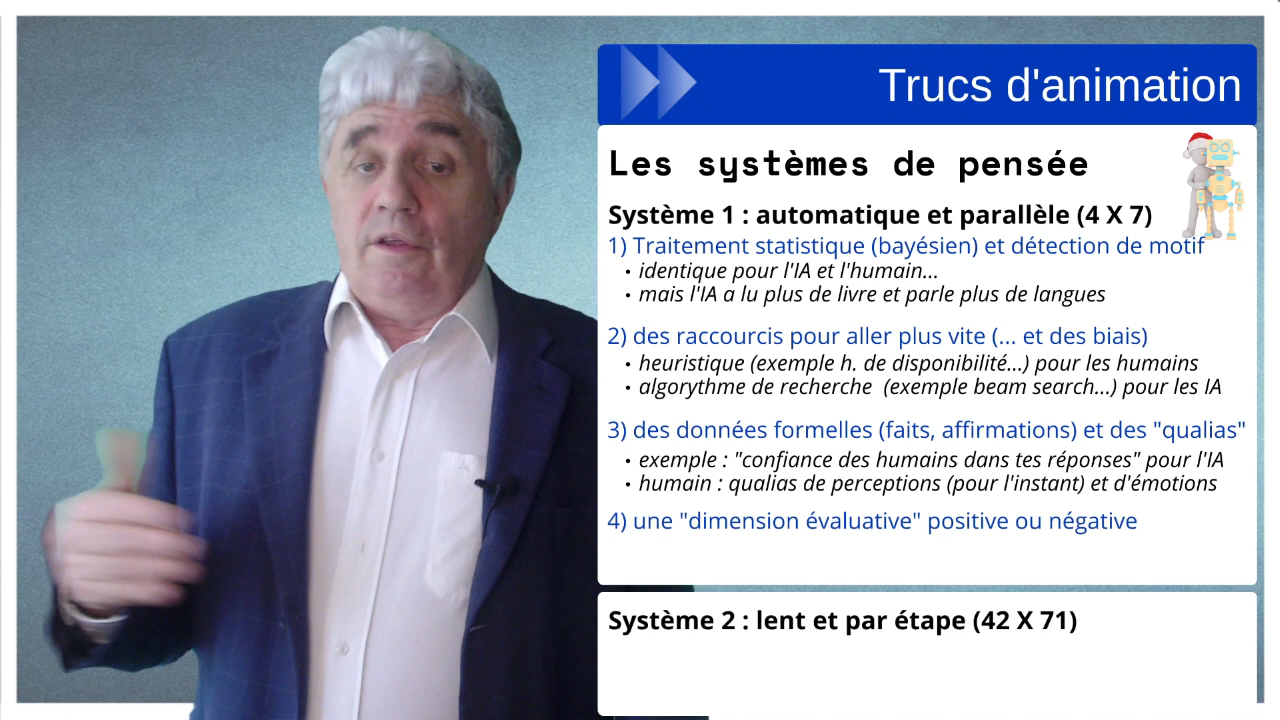 Trucs d'animation
Les systèmes de pensée
Système 1 : automatique et parallèle (4 X 7)
1) Traitement statistique (bayésien) et détection de motif
• identique pour l'IA et l'humain...
• mais l'IA a lu plus de livre et parle plus de langues
2) des raccourcis pour aller plus vite (... et des biais)
• heuristique (exemple h. de disponibilité...) pour les humains
• algorythme de recherche (exemple beam search...) pour les IA
3) des données formelles (faits, affirmations) et des "qualias"
• exemple : "confiance des humains dans tes réponses" pour l'IA
• humain : qualias de perceptions (pour l'instant) et d'émotions
4) une "dimension évaluative" positive ou négative
Système 2 : lent et par étape (42 X 71)